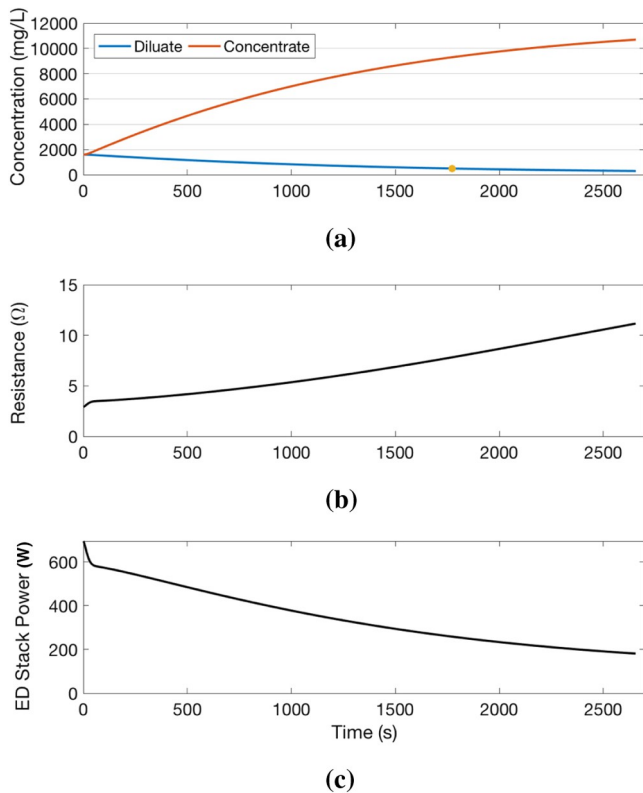 12000
10000
8000
6000
4000
2000
0
Concentration (mg/L)
Diluate
Concentrate
0 500 1000 1500 2000 2500
(a)
15
10
5
0
Resistance (Ω)
0 500 1000 1500 2000 2500
(b)
600
400
200
0
ED Stack Power (W)
0 500 1000 1500 2000 2500
Time (s)
(c)